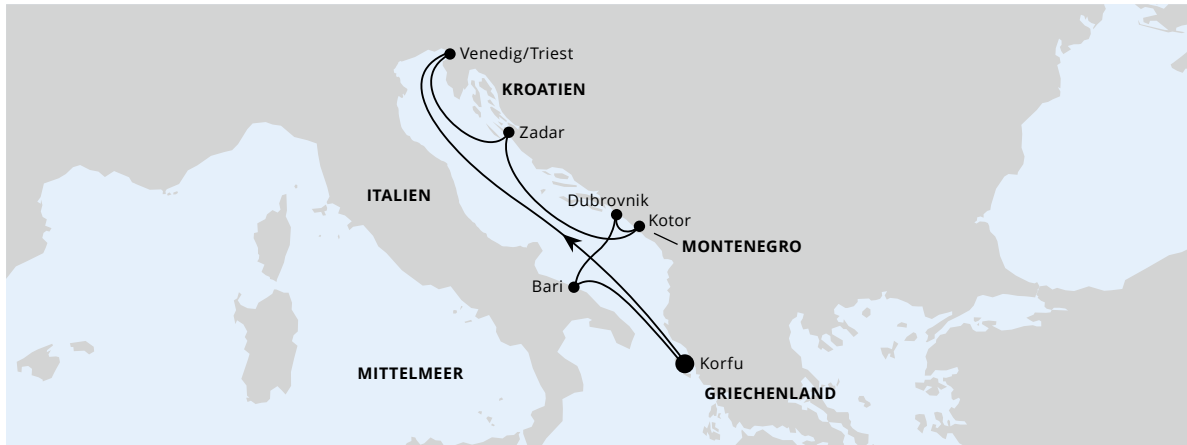 Venedig/Triest
KROATIEN
Zadar
ITALIEN
Dubrovnik
Kotor
MONTENEGRO
Bari
Korfu
MITTELMEER
GRIECHENLAND